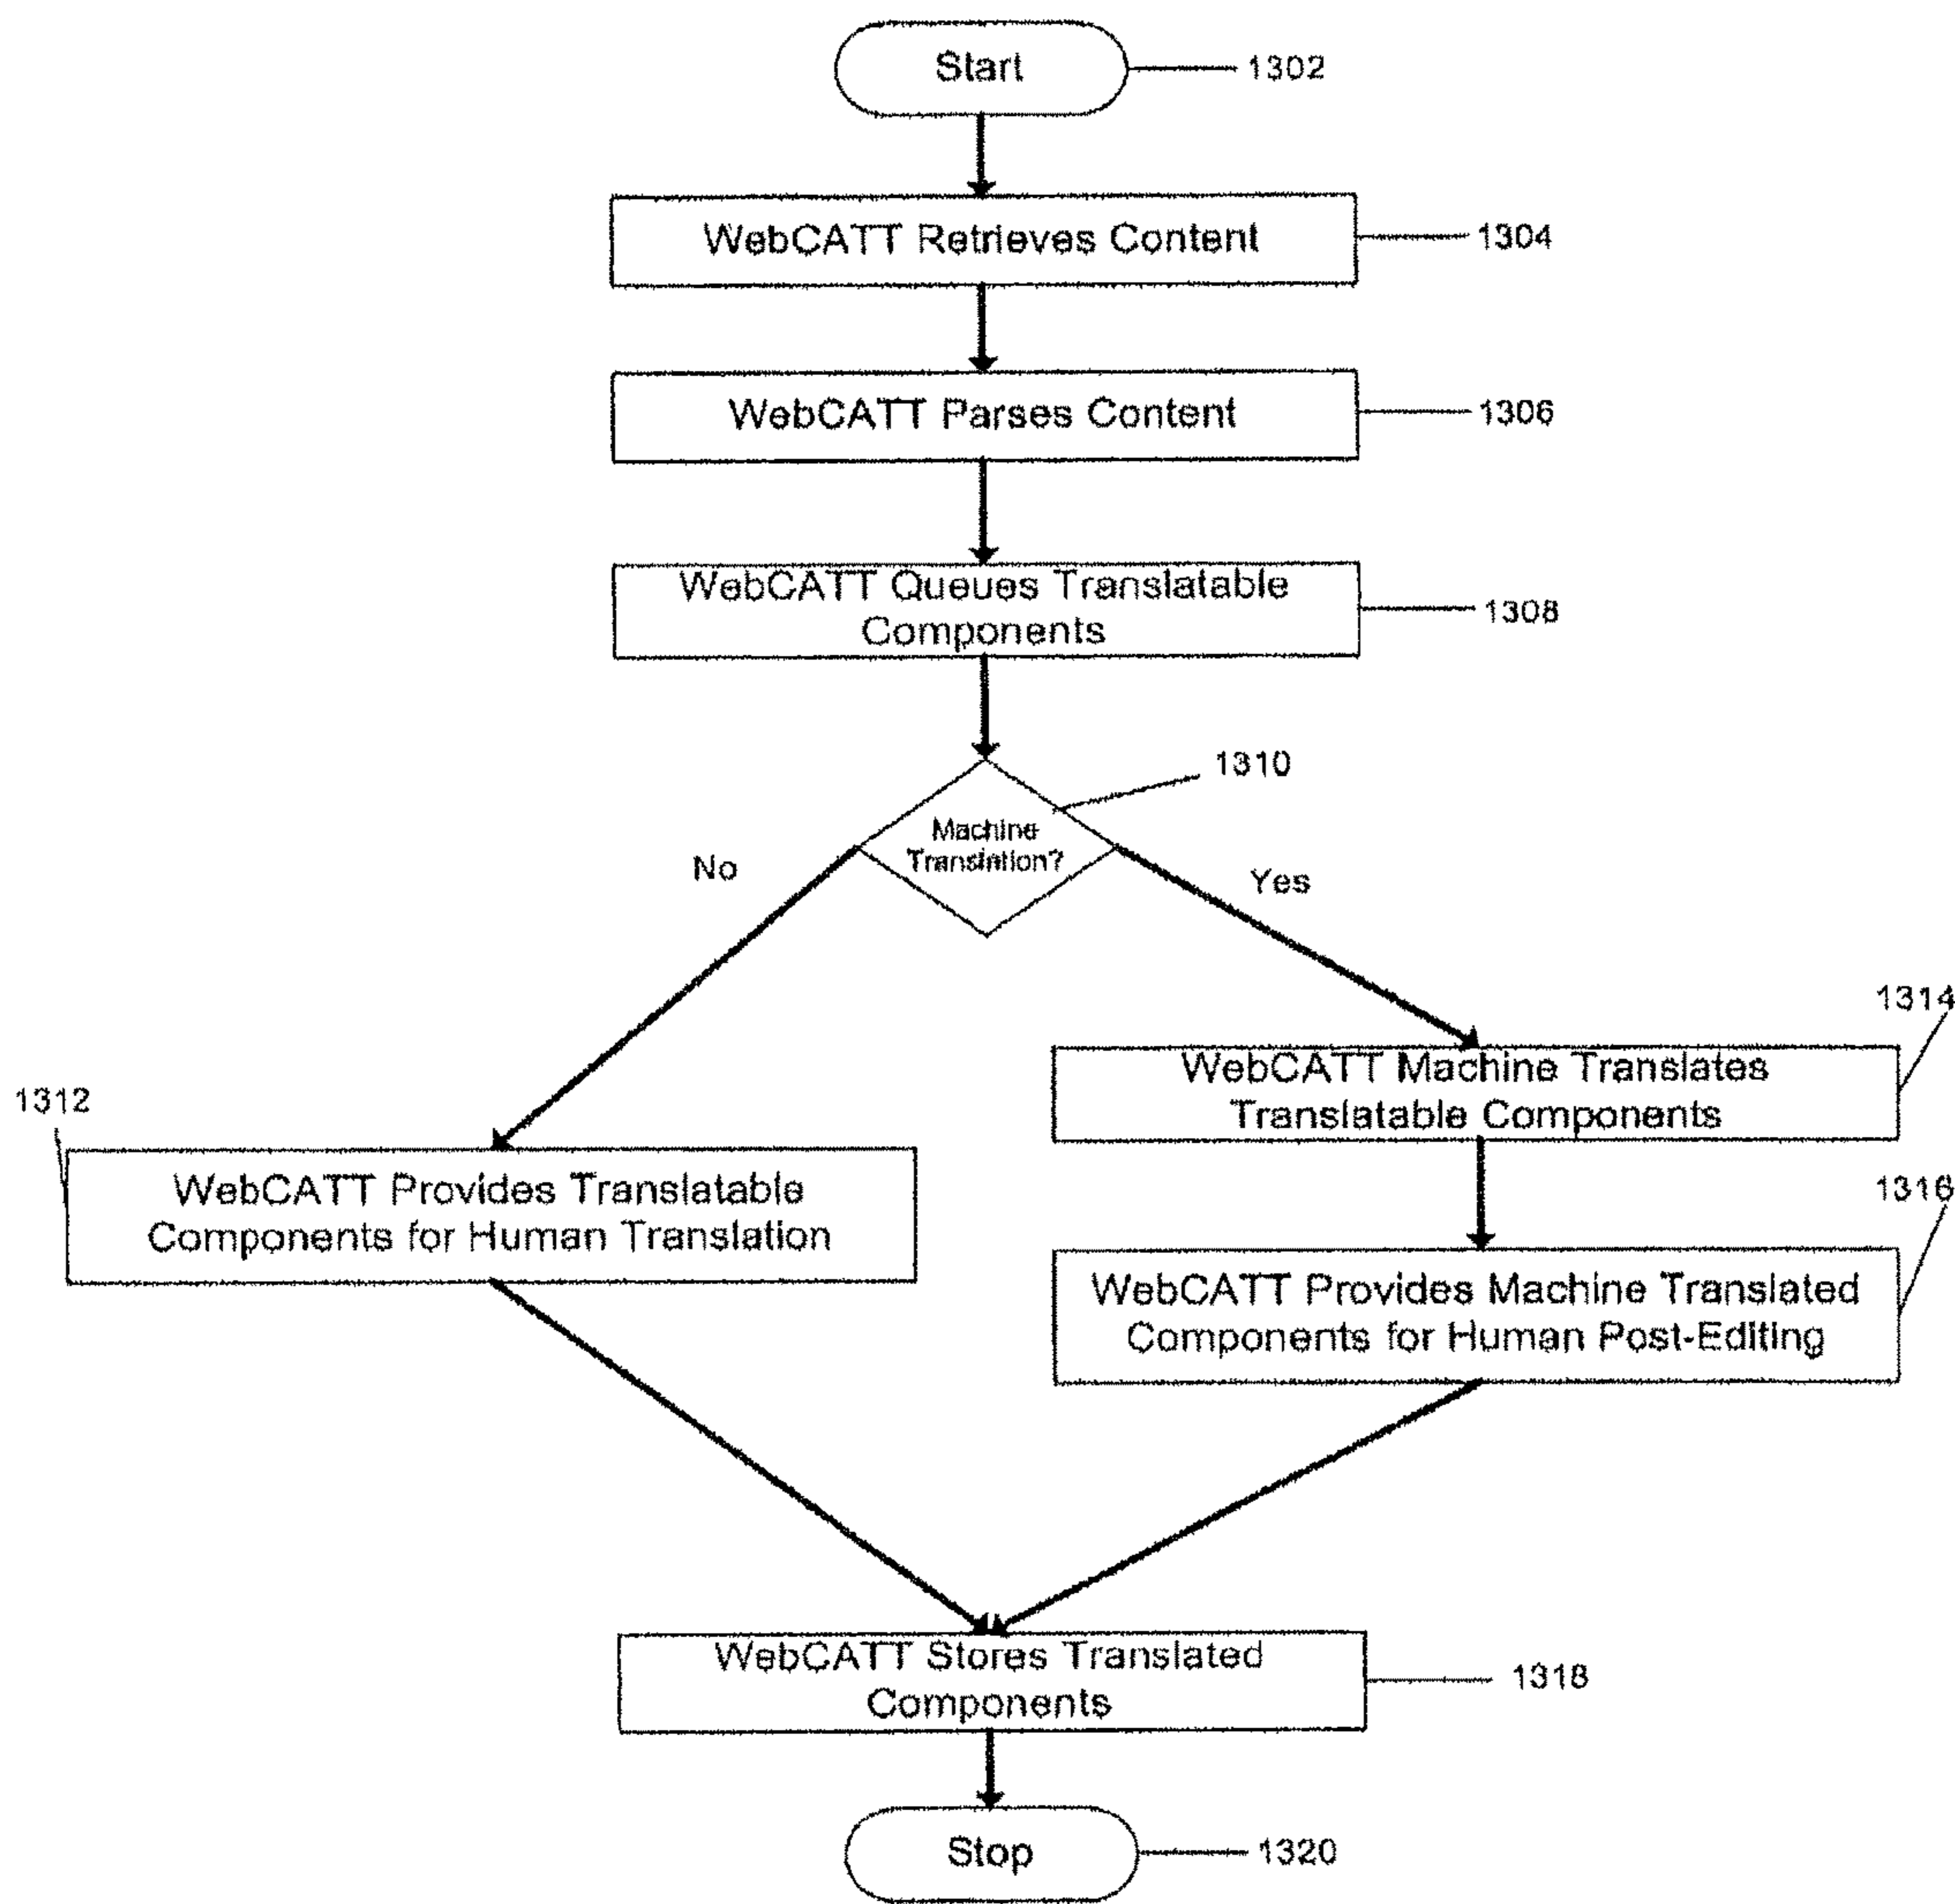 Start
1302
WebCATT Retrieves Content
1304
WebCATT Parses Content
1306
WebCATT Queues Translatable
Components
1308
1310
Machine
Translation?
No
Yes
1314
WebCATT Machine Translates
Translatable Components
1312
WebCATT Provides Translatable
Components for Human Translation
1316
WebCATT Provides Machine Translated
Components for Human Post-Editing
WebCATT Stores Translated
Components
1318
Stop
1320